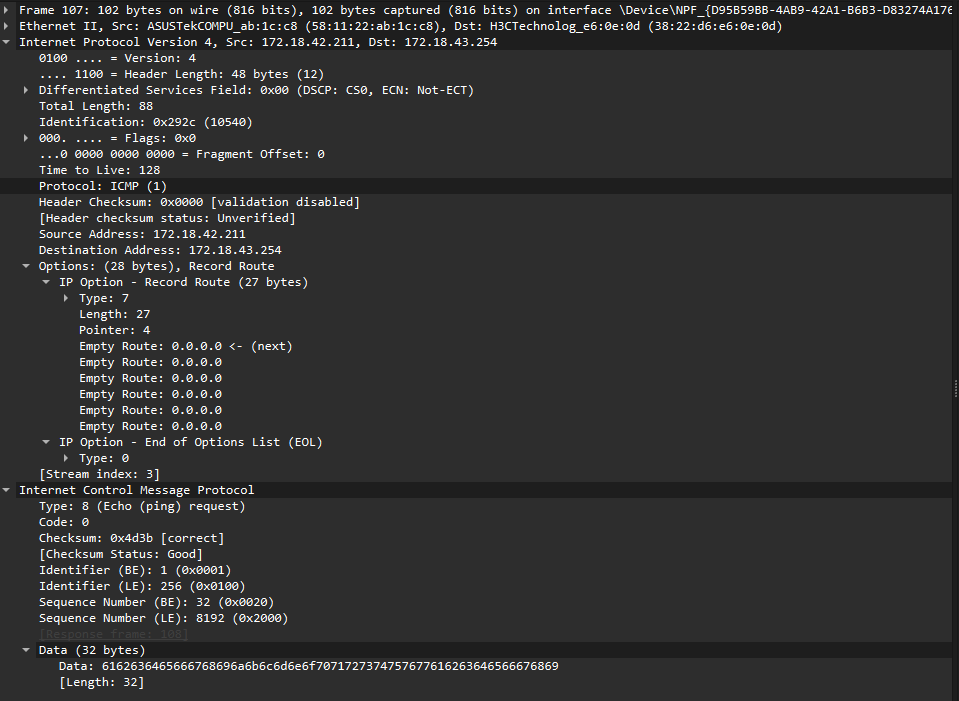 Frame 107: 102 bytes on wire (816 bits), 102 bytes captured (816 bits) on interface \Device\NPF_{D95B59BB-4AB9-42A1-B6B3-D83274A176
Ethernet II, Src: ASUSTekCOMPU_ab:1c:c8 (58:11:22:ab:1c:c8), Dst: H3CTechnolog_e6:0e:0d (38:22:d6:e6:0e:0d)
Internet Protocol Version 4, Src: 172.18.42.211, Dst: 172.18.43.254
0100 .... = Version: 4
.... 1100 = Header Length: 48 bytes (12)
Differentiated Services Field: 0x00 (DSCP: CS0, ECN: Not-ECT)
Total Length: 88
Identification: 0x292c (10540)
000. .... = Flags: 0x0
...0 0000 0000 0000 = Fragment Offset: 0
Time to Live: 128
Protocol: ICMP (1)
Header Checksum: 0x0000 [validation disabled]
[Header checksum status: Unverified]
Source Address: 172.18.42.211
Destination Address: 172.18.43.254
Options: (28 bytes), Record Route
IP Option - Record Route (27 bytes)
Type: 7
Length: 27
Pointer: 4
Empty Route: 0.0.0.0 <- (next)
Empty Route: 0.0.0.0
Empty Route: 0.0.0.0
Empty Route: 0.0.0.0
Empty Route: 0.0.0.0
Empty Route: 0.0.0.0
IP Option - End of Options List (EOL)
Type: 0
[Stream index: 3]
Internet Control Message Protocol
Type: 8 (Echo (ping) request)
Code: 0
Checksum: 0x4d3b [correct]
[Checksum Status: Good]
Identifier (BE): 1 (0x0001)
Identifier (LE): 256 (0x0100)
Sequence Number (BE): 32 (0x0020)
Sequence Number (LE): 8192 (0x2000)
[Response frame: 108]
Data (32 bytes)
Data: 6162636465666768696a6b6c6d6e6f7071727374757677616263646566676869
[Length: 32]